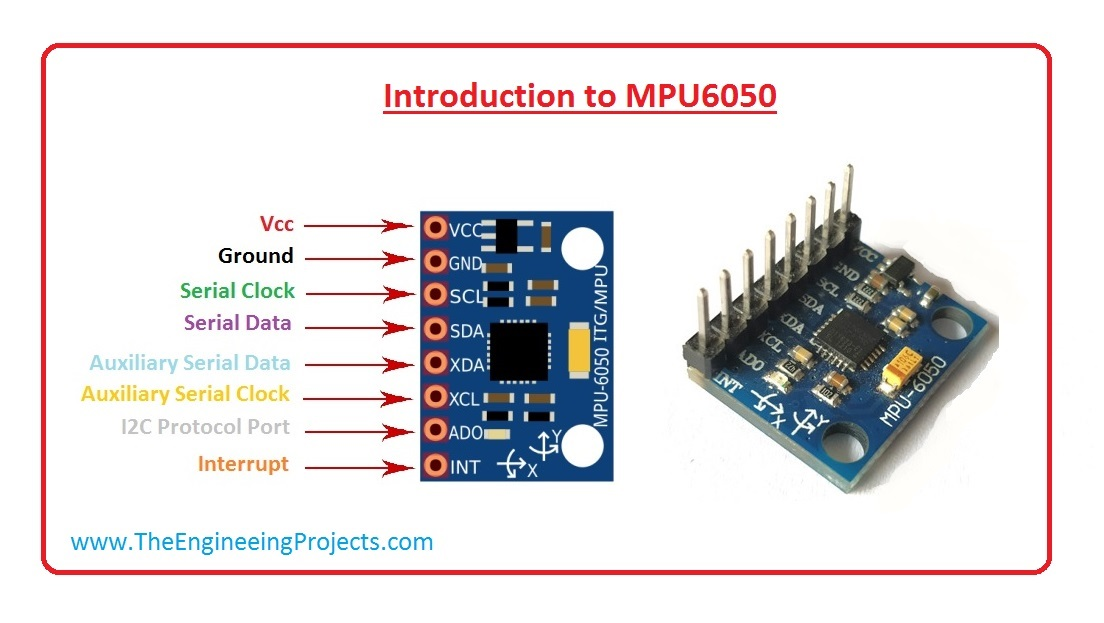 Introduction to MPU6050
Vcc
Ground
Serial Clock
Serial Data
Auxiliary Serial Data
Auxiliary Serial Clock
I2C Protocol Port
Interrupt
VCC
GND
SCL
SDA
XDA
XCL
ADO
INT
MPU-6050 ITG/MPU
Y
X
VCC
GND
SCL
SDA
XDA
XCL
ADO
INT
X
Y
MPU-6050
www.TheEngineeingProjects.com